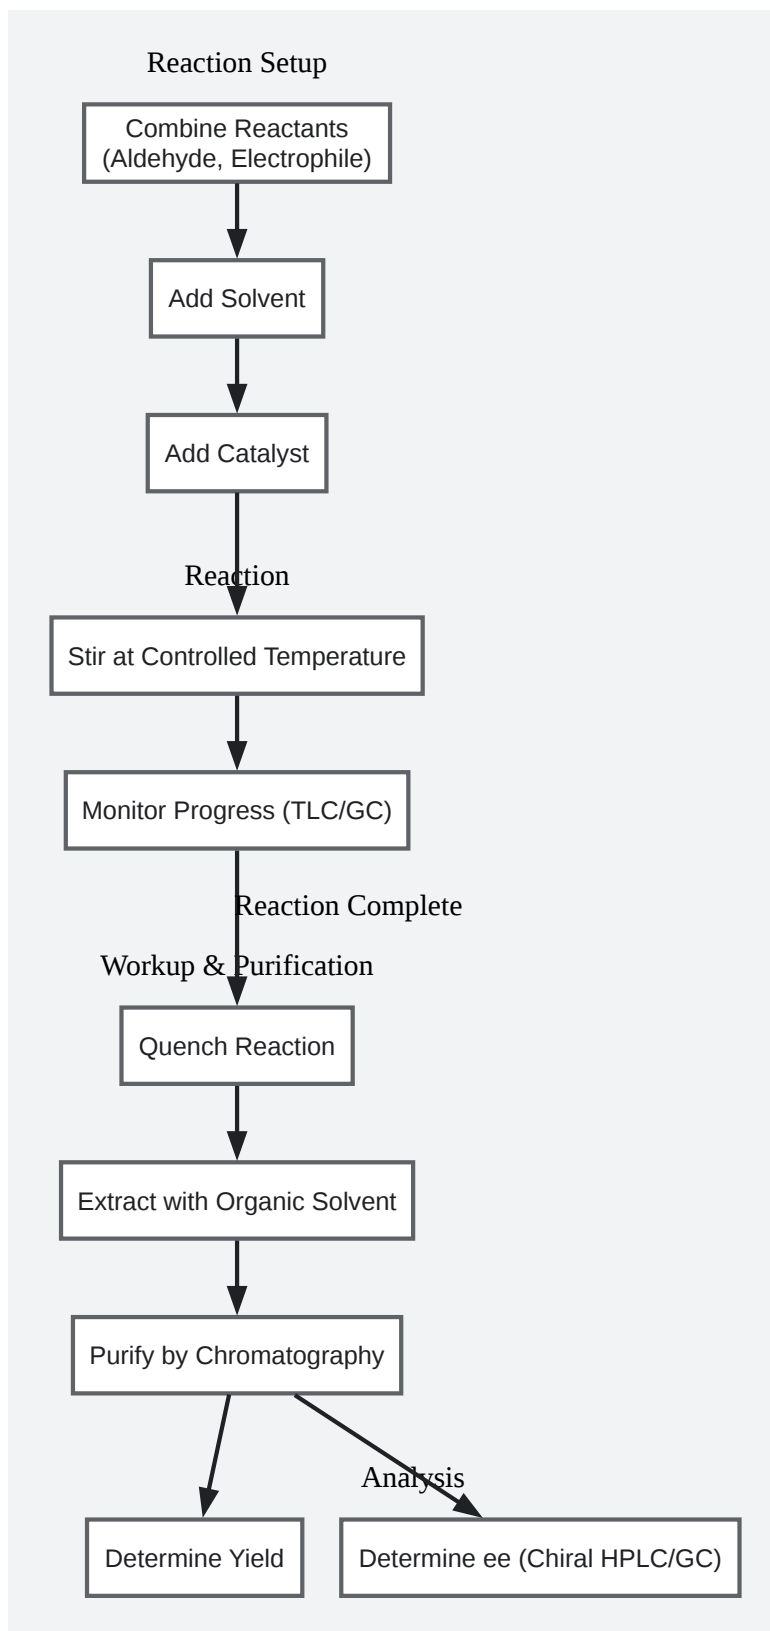 Reaction Setup
Combine Reactants
(Aldehyde, Electrophile)
Add Solvent
Add Catalyst
Reaction
Stir at Controlled Temperature
Monitor Progress (TLC/GC)
Reaction Complete
Workup & Purification
Quench Reaction
Extract with Organic Solvent
Purify by Chromatography
Analysis
Determine Yield
Determine ee (Chiral HPLC/GC)